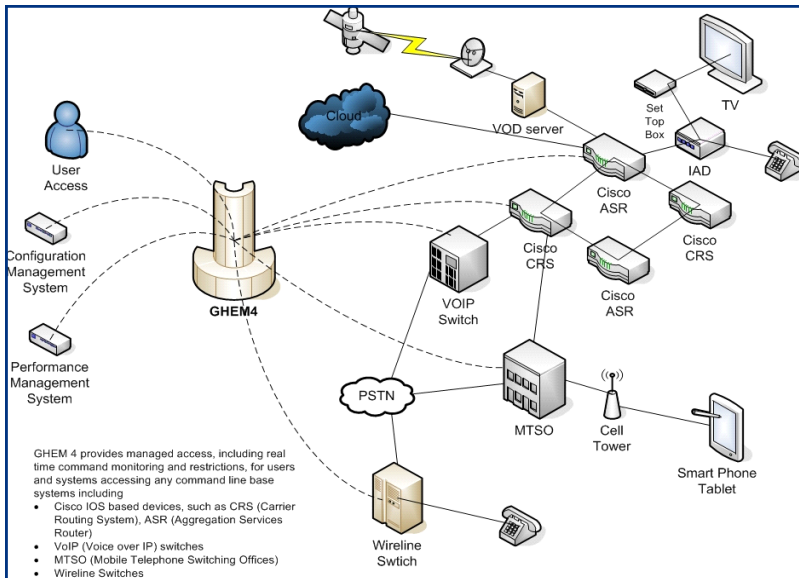 Cloud
VOD server
Set
Top
Box
TV
User
Access
IAD
Cisco
ASR
Configuration
Management
System
Cisco
CRS
Cisco
CRS
VOIP
Switch
Cisco
ASR
GHEM4
Performance
Management
System
PSTN
MTSO
Cell
Tower
Smart Phone
Tablet
GHEM 4 provides managed access, including real
time command monitoring and restrictions, for users
and systems accessing any command line base
systems including
• Cisco IOS based devices, such as CRS (Carrier
Routing System), ASR (Aggregation Services
Router)
• VoIP (Voice over IP) switches
• MTSO (Mobile Telephone Switching Offices)
• Wireline Switches
Wireline
Swtich